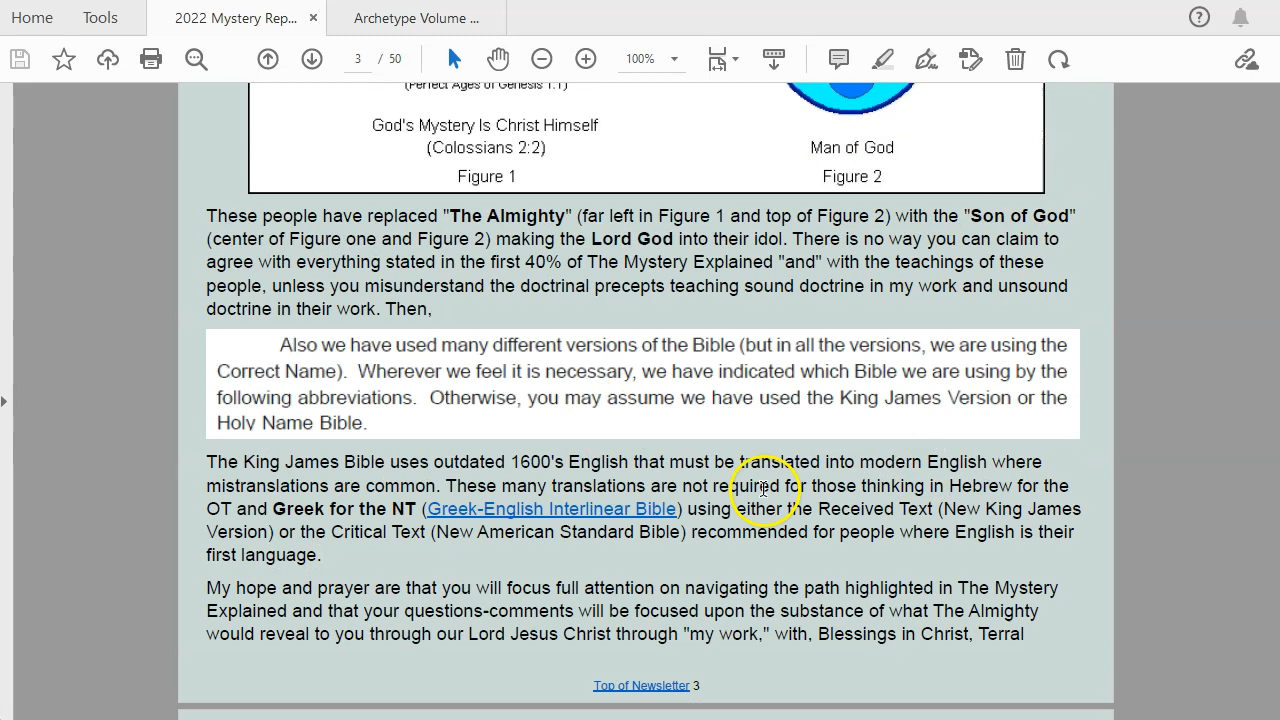 Home
Tools
2022 Mystery Rep... ×
Archetype Volume ...
3 / 50
100%
(Perfect Ages of Genesis 1:1)
God's Mystery Is Christ Himself
(Colossians 2:2)
Figure 1
Man of God
Figure 2
These people have replaced "The Almighty" (far left in Figure 1 and top of Figure 2) with the "Son of God"
(center of Figure one and Figure 2) making the Lord God into their idol. There is no way you can claim to
agree with everything stated in the first 40% of The Mystery Explained "and" with the teachings of these
people, unless you misunderstand the doctrinal precepts teaching sound doctrine in my work and unsound
doctrine in their work. Then,
Also we have used many different versions of the Bible (but in all the versions, we are using the
Correct Name). Wherever we feel it is necessary, we have indicated which Bible we are using by the
following abbreviations. Otherwise, you may assume we have used the King James Version or the
Holy Name Bible.
The King James Bible uses outdated 1600's English that must be translated into modern English where
mistranslations are common. These many translations are not required for those thinking in Hebrew for the
OT and Greek for the NT (Greek-English Interlinear Bible) using either the Received Text (New King James
Version) or the Critical Text (New American Standard Bible) recommended for people where English is their
first language.
My hope and prayer are that you will focus full attention on navigating the path highlighted in The Mystery
Explained and that your questions-comments will be focused upon the substance of what The Almighty
would reveal to you through our Lord Jesus Christ through "my work," with, Blessings in Christ, Terral
Top of Newsletter 3